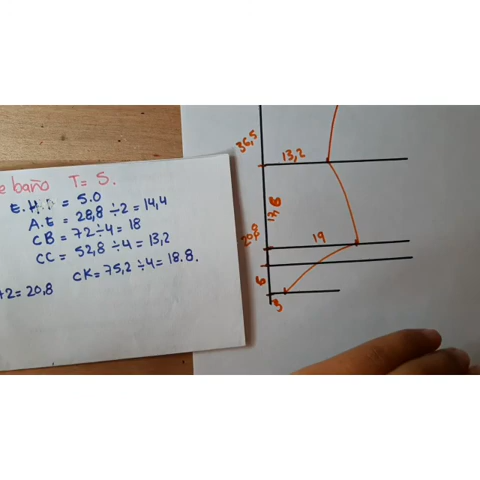 e baño T= S.
E.H = 5.0
A.E = 28,8 ÷2 = 14,4
CB = 72 ÷4 = 18
CC = 52,8 ÷4 = 13,2
CK = 75,2 ÷4 = 18.8.
+2 = 20,8
36,5
13,2
19
6
3